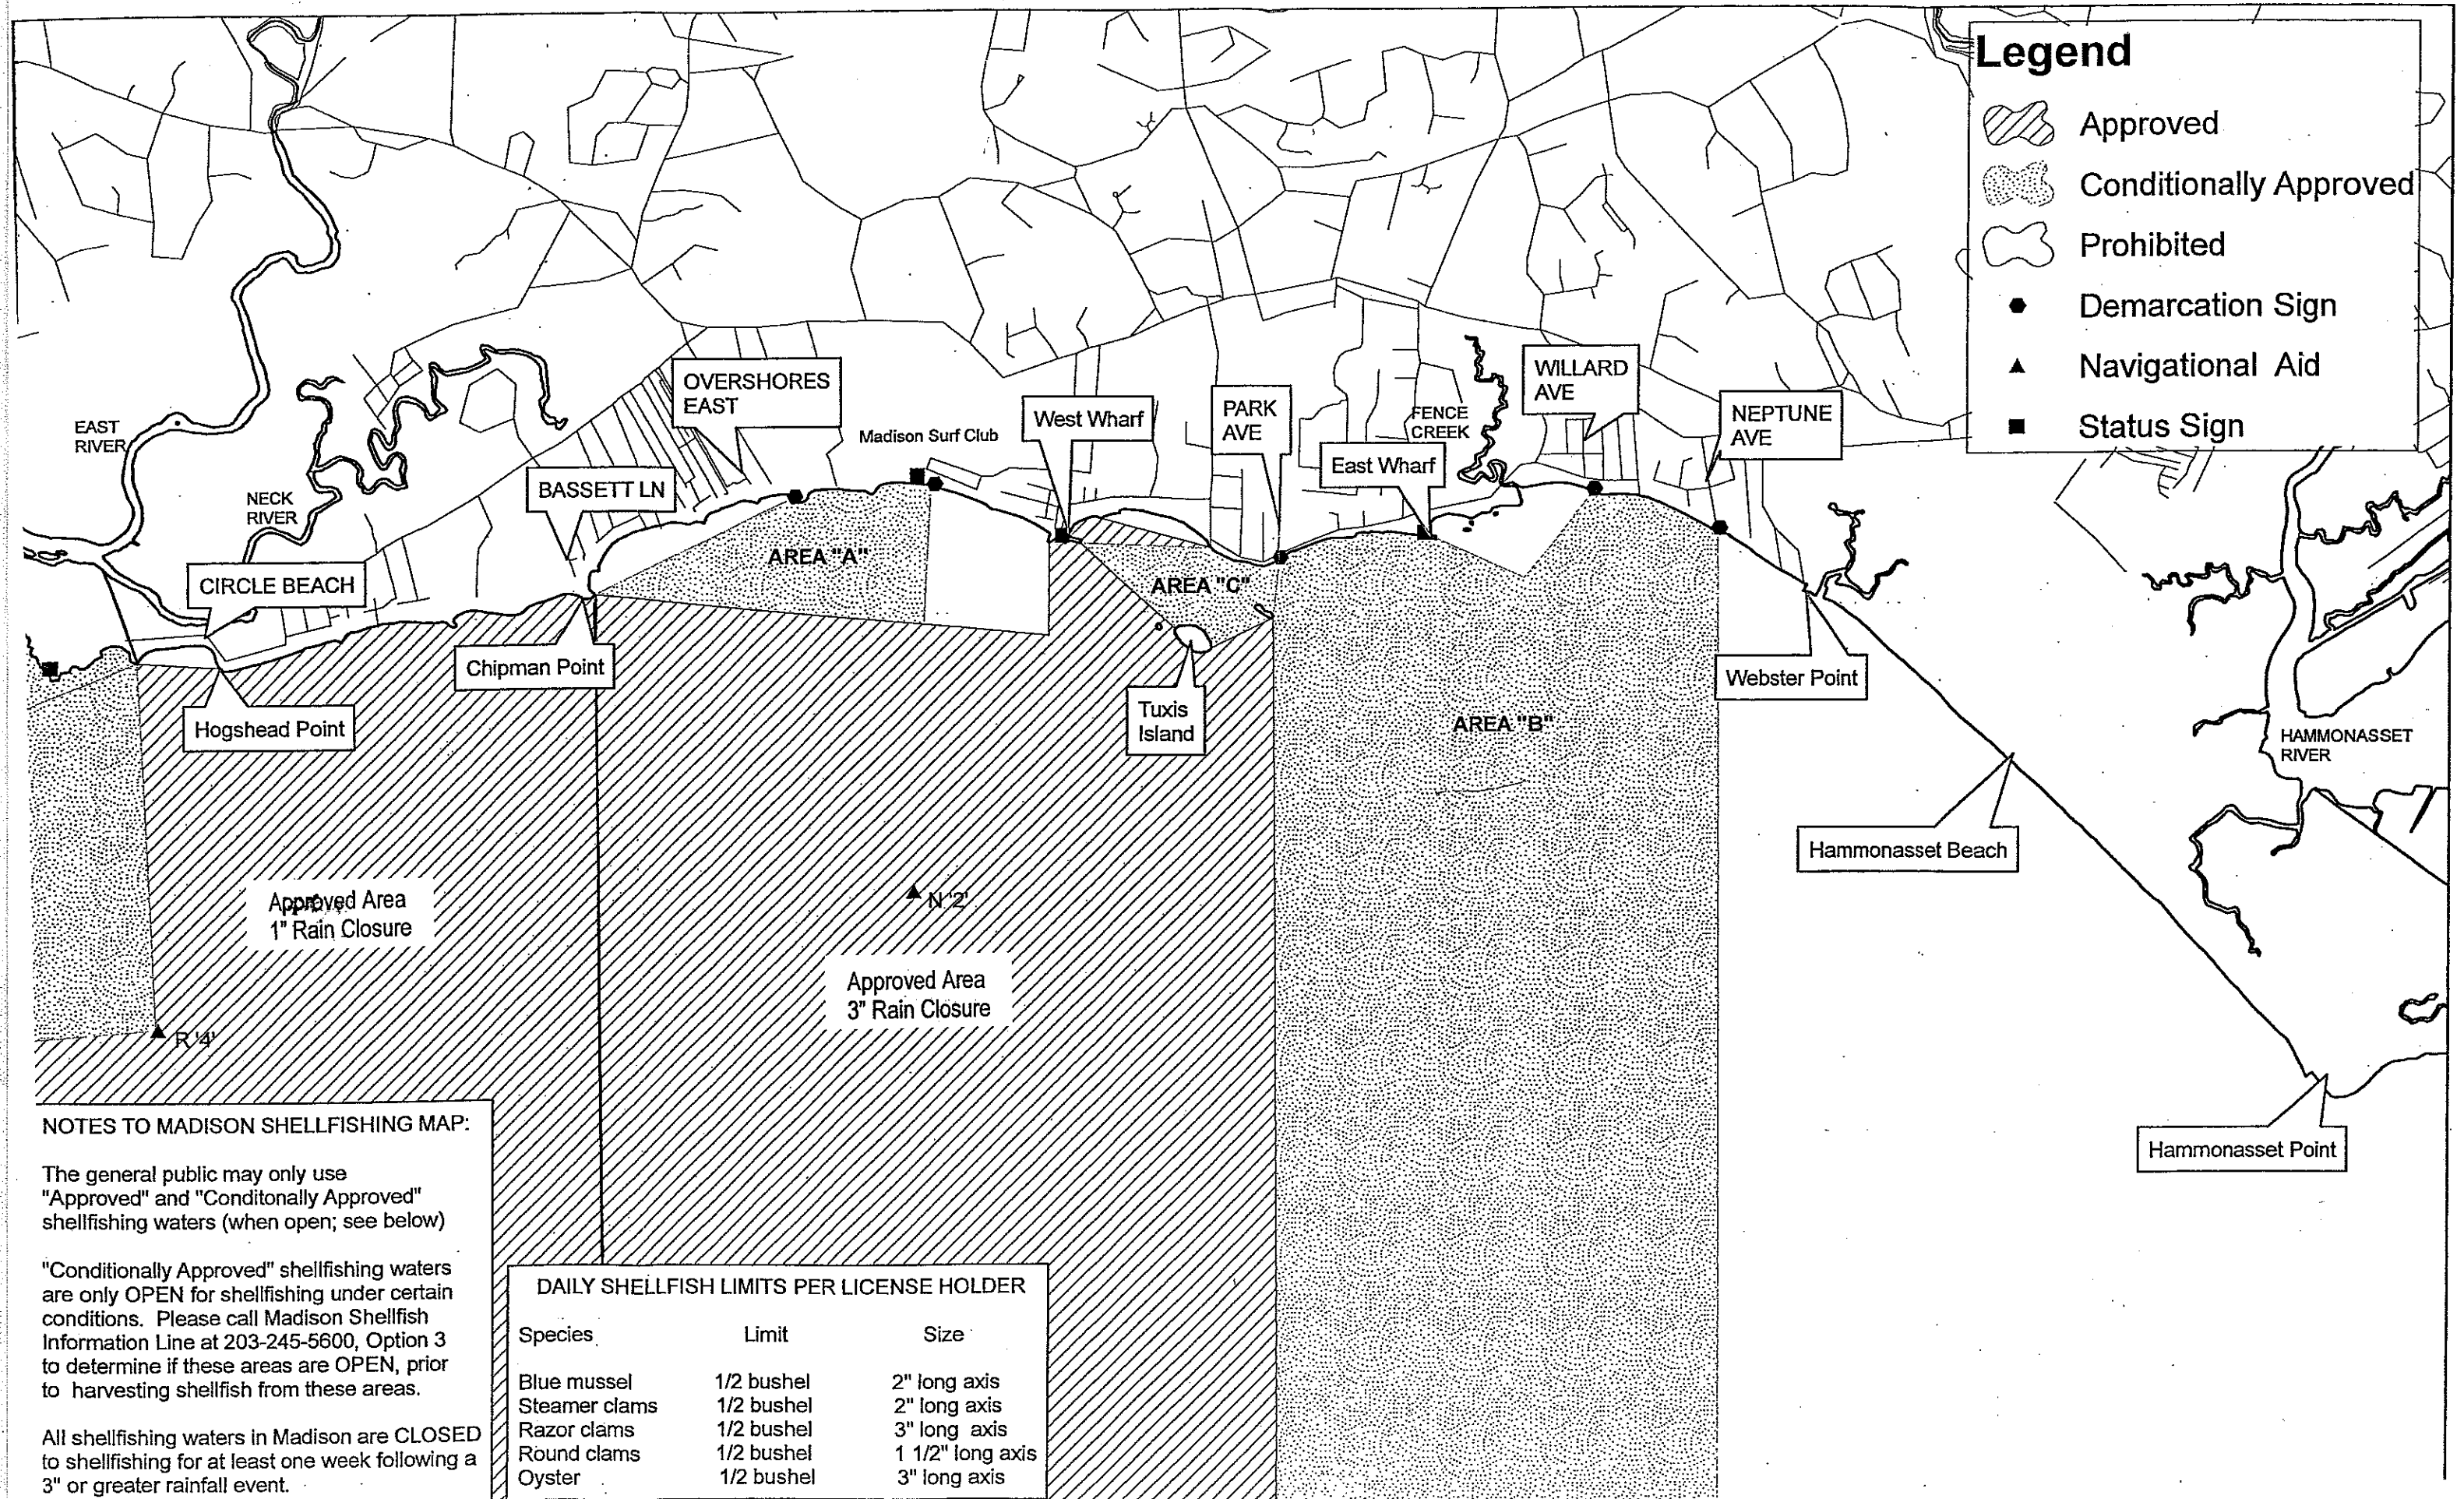 Legend
Approved
Conditionally Approved
Prohibited
Demarcation Sign
Navigational Aid
Status Sign
EAST
RIVER
NECK
RIVER
CIRCLE BEACH
BASSETT LN
OVERSHORES
EAST
Madison Surf Club
West Wharf
PARK
AVE
East Wharf
FENCE
CREEK
WILLARD
AVE
NEPTUNE
AVE
AREA "A"
AREA "C"
AREA "B"
Hogshead Point
Chipman Point
Tuxis
Island
Webster Point
HAMMONASSET
RIVER
Hammonasset Beach
Hammonasset Point
Approved Area
1" Rain Closure
N '2'
Approved Area
3" Rain Closure
R '4'
NOTES TO MADISON SHELLFISHING MAP:
The general public may only use
"Approved" and "Conditonally Approved"
shellfishing waters (when open; see below)
"Conditionally Approved" shellfishing waters
are only OPEN for shellfishing under certain
conditions. Please call Madison Shellfish
Information Line at 203-245-5600, Option 3
to determine if these areas are OPEN, prior
to harvesting shellfish from these areas.
All shellfishing waters in Madison are CLOSED
to shellfishing for at least one week following a
3" or greater rainfall event.
DAILY SHELLFISH LIMITS PER LICENSE HOLDER
Species Limit Size
Blue mussel 1/2 bushel 2" long axis
Steamer clams 1/2 bushel 2" long axis
Razor clams 1/2 bushel 3" long axis
Round clams 1/2 bushel 1 1/2" long axis
Oyster 1/2 bushel 3" long axis